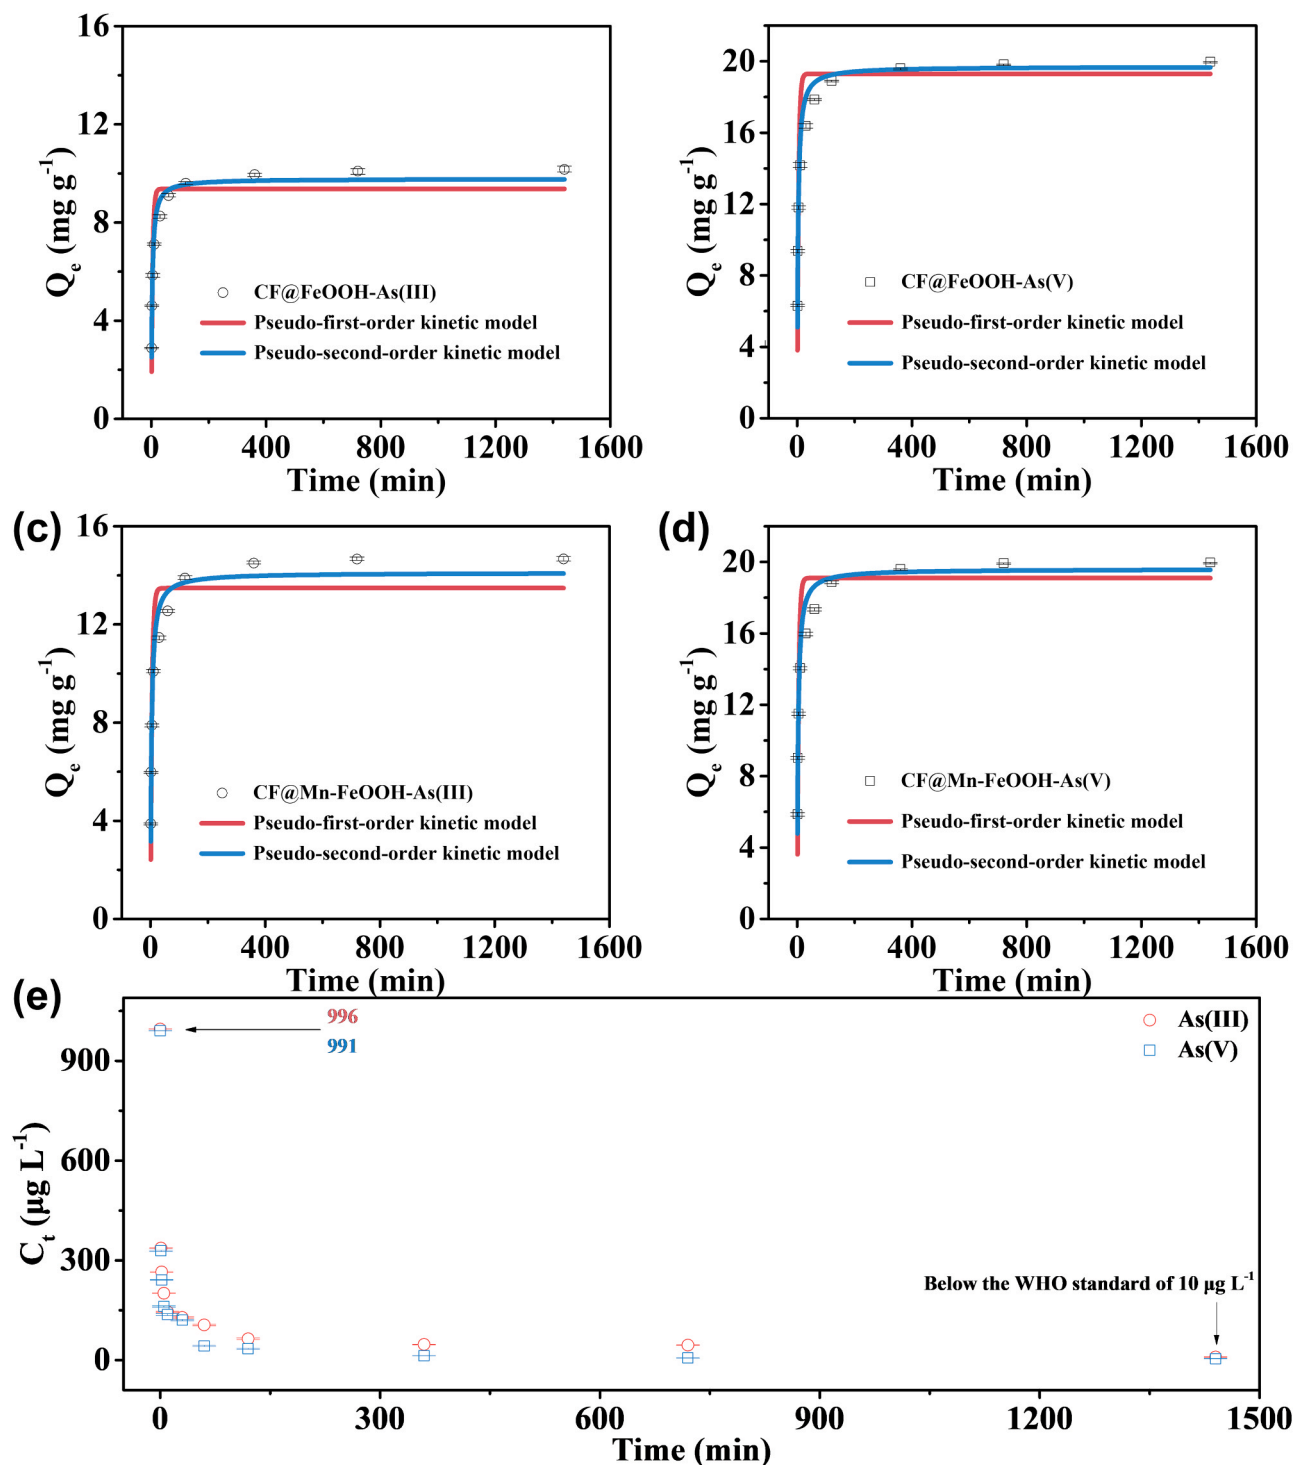 16
12
8
4
0
Q_e (mg g^-1)
CF@FeOOH-As(III)
Pseudo-first-order kinetic model
Pseudo-second-order kinetic model
0 400 800 1200 1600
Time (min)
20
16
12
8
4
0
Q_e (mg g^-1)
CF@FeOOH-As(V)
Pseudo-first-order kinetic model
Pseudo-second-order kinetic model
0 400 800 1200 1600
Time (min)
(c)
16
12
8
4
0
Q_e (mg g^-1)
CF@Mn-FeOOH-As(III)
Pseudo-first-order kinetic model
Pseudo-second-order kinetic model
0 400 800 1200 1600
Time (min)
(d)
20
16
12
8
4
0
Q_e (mg g^-1)
CF@Mn-FeOOH-As(V)
Pseudo-first-order kinetic model
Pseudo-second-order kinetic model
0 400 800 1200 1600
Time (min)
(e)
900
600
300
0
C_t (µg L^-1)
996
991
As(III)
As(V)
Below the WHO standard of 10 µg L^-1
0 300 600 900 1200 1500
Time (min)